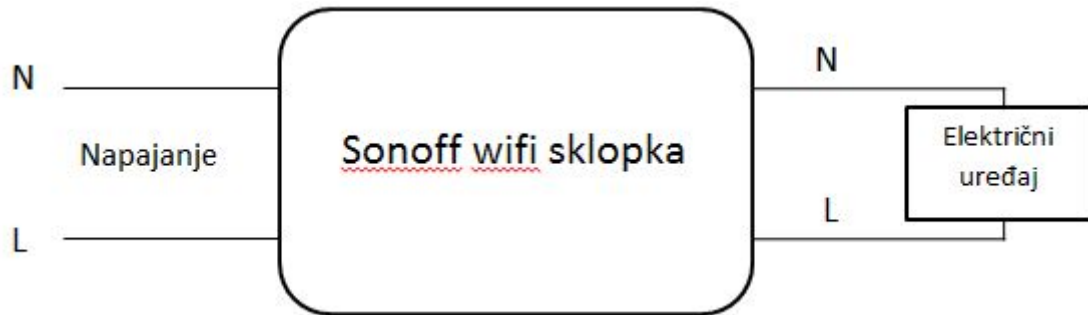 N
Napajanje
L
Sonoff wifi sklopka
N
L
Električni
uređaj